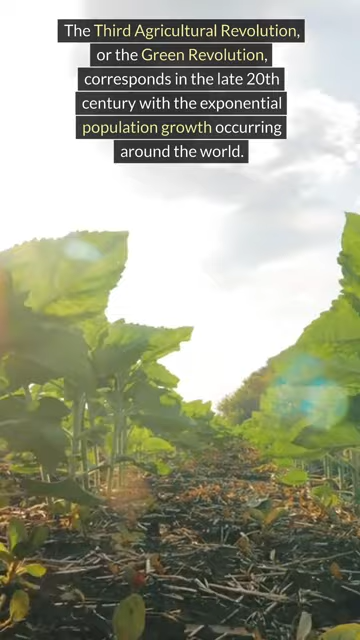 The Third Agricultural Revolution,
or the Green Revolution,
corresponds in the late 20th
century with the exponential
population growth occurring
around the world.